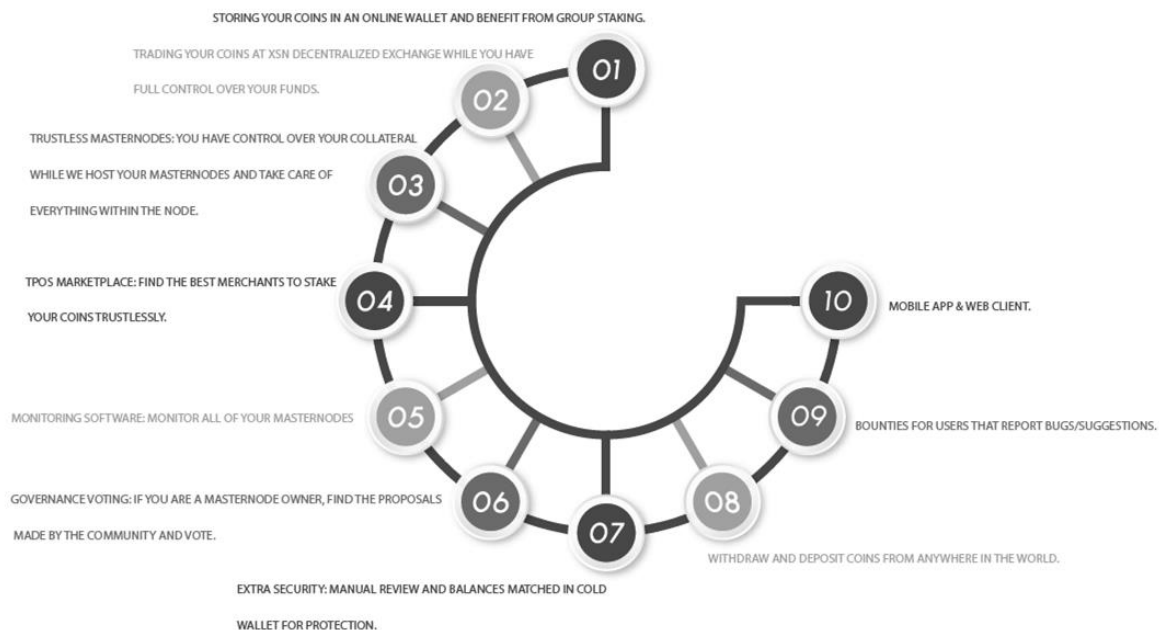 STORING YOUR COINS IN AN ONLINE WALLET AND BENEFIT FROM GROUP STAKING.
01
TRADING YOUR COINS AT XSN DECENTRALIZED EXCHANGE WHILE YOU HAVE
FULL CONTROL OVER YOUR FUNDS.
02
TRUSTLESS MASTERNODES: YOU HAVE CONTROL OVER YOUR COLLATERAL
WHILE WE HOST YOUR MASTERNODES AND TAKE CARE OF
EVERYTHING WITHIN THE NODE.
03
TPOS MARKETPLACE: FIND THE BEST MERCHANTS TO STAKE
YOUR COINS TRUSTLESSLY.
04
MONITORING SOFTWARE: MONITOR ALL OF YOUR MASTERNODES
05
GOVERNANCE VOTING: IF YOU ARE A MASTERNODE OWNER, FIND THE PROPOSALS
MADE BY THE COMMUNITY AND VOTE.
06
EXTRA SECURITY: MANUAL REVIEW AND BALANCES MATCHED IN COLD
WALLET FOR PROTECTION.
07
08
WITHDRAW AND DEPOSIT COINS FROM ANYWHERE IN THE WORLD.
09
BOUNTIES FOR USERS THAT REPORT BUGS/SUGGESTIONS.
10
MOBILE APP & WEB CLIENT.